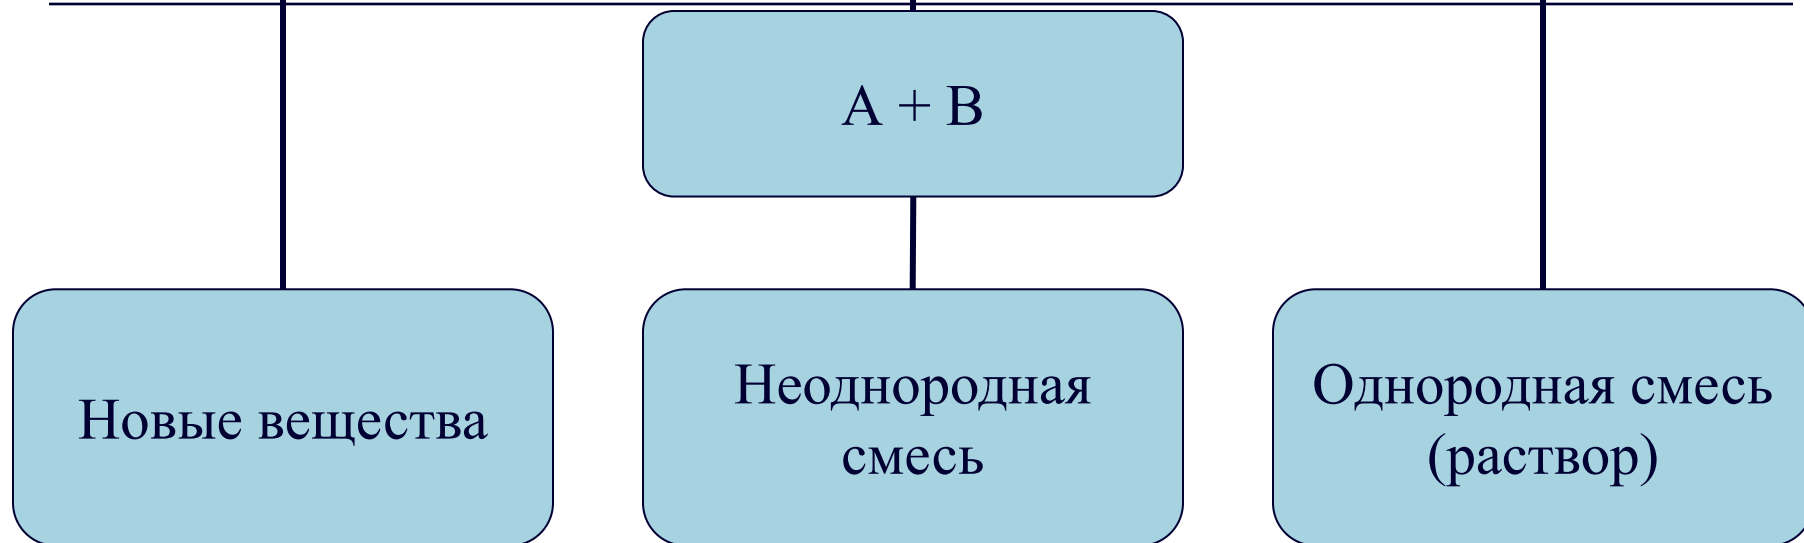 A + B
Новые вещества
Неоднородная
смесь
Однородная смесь
(раствор)